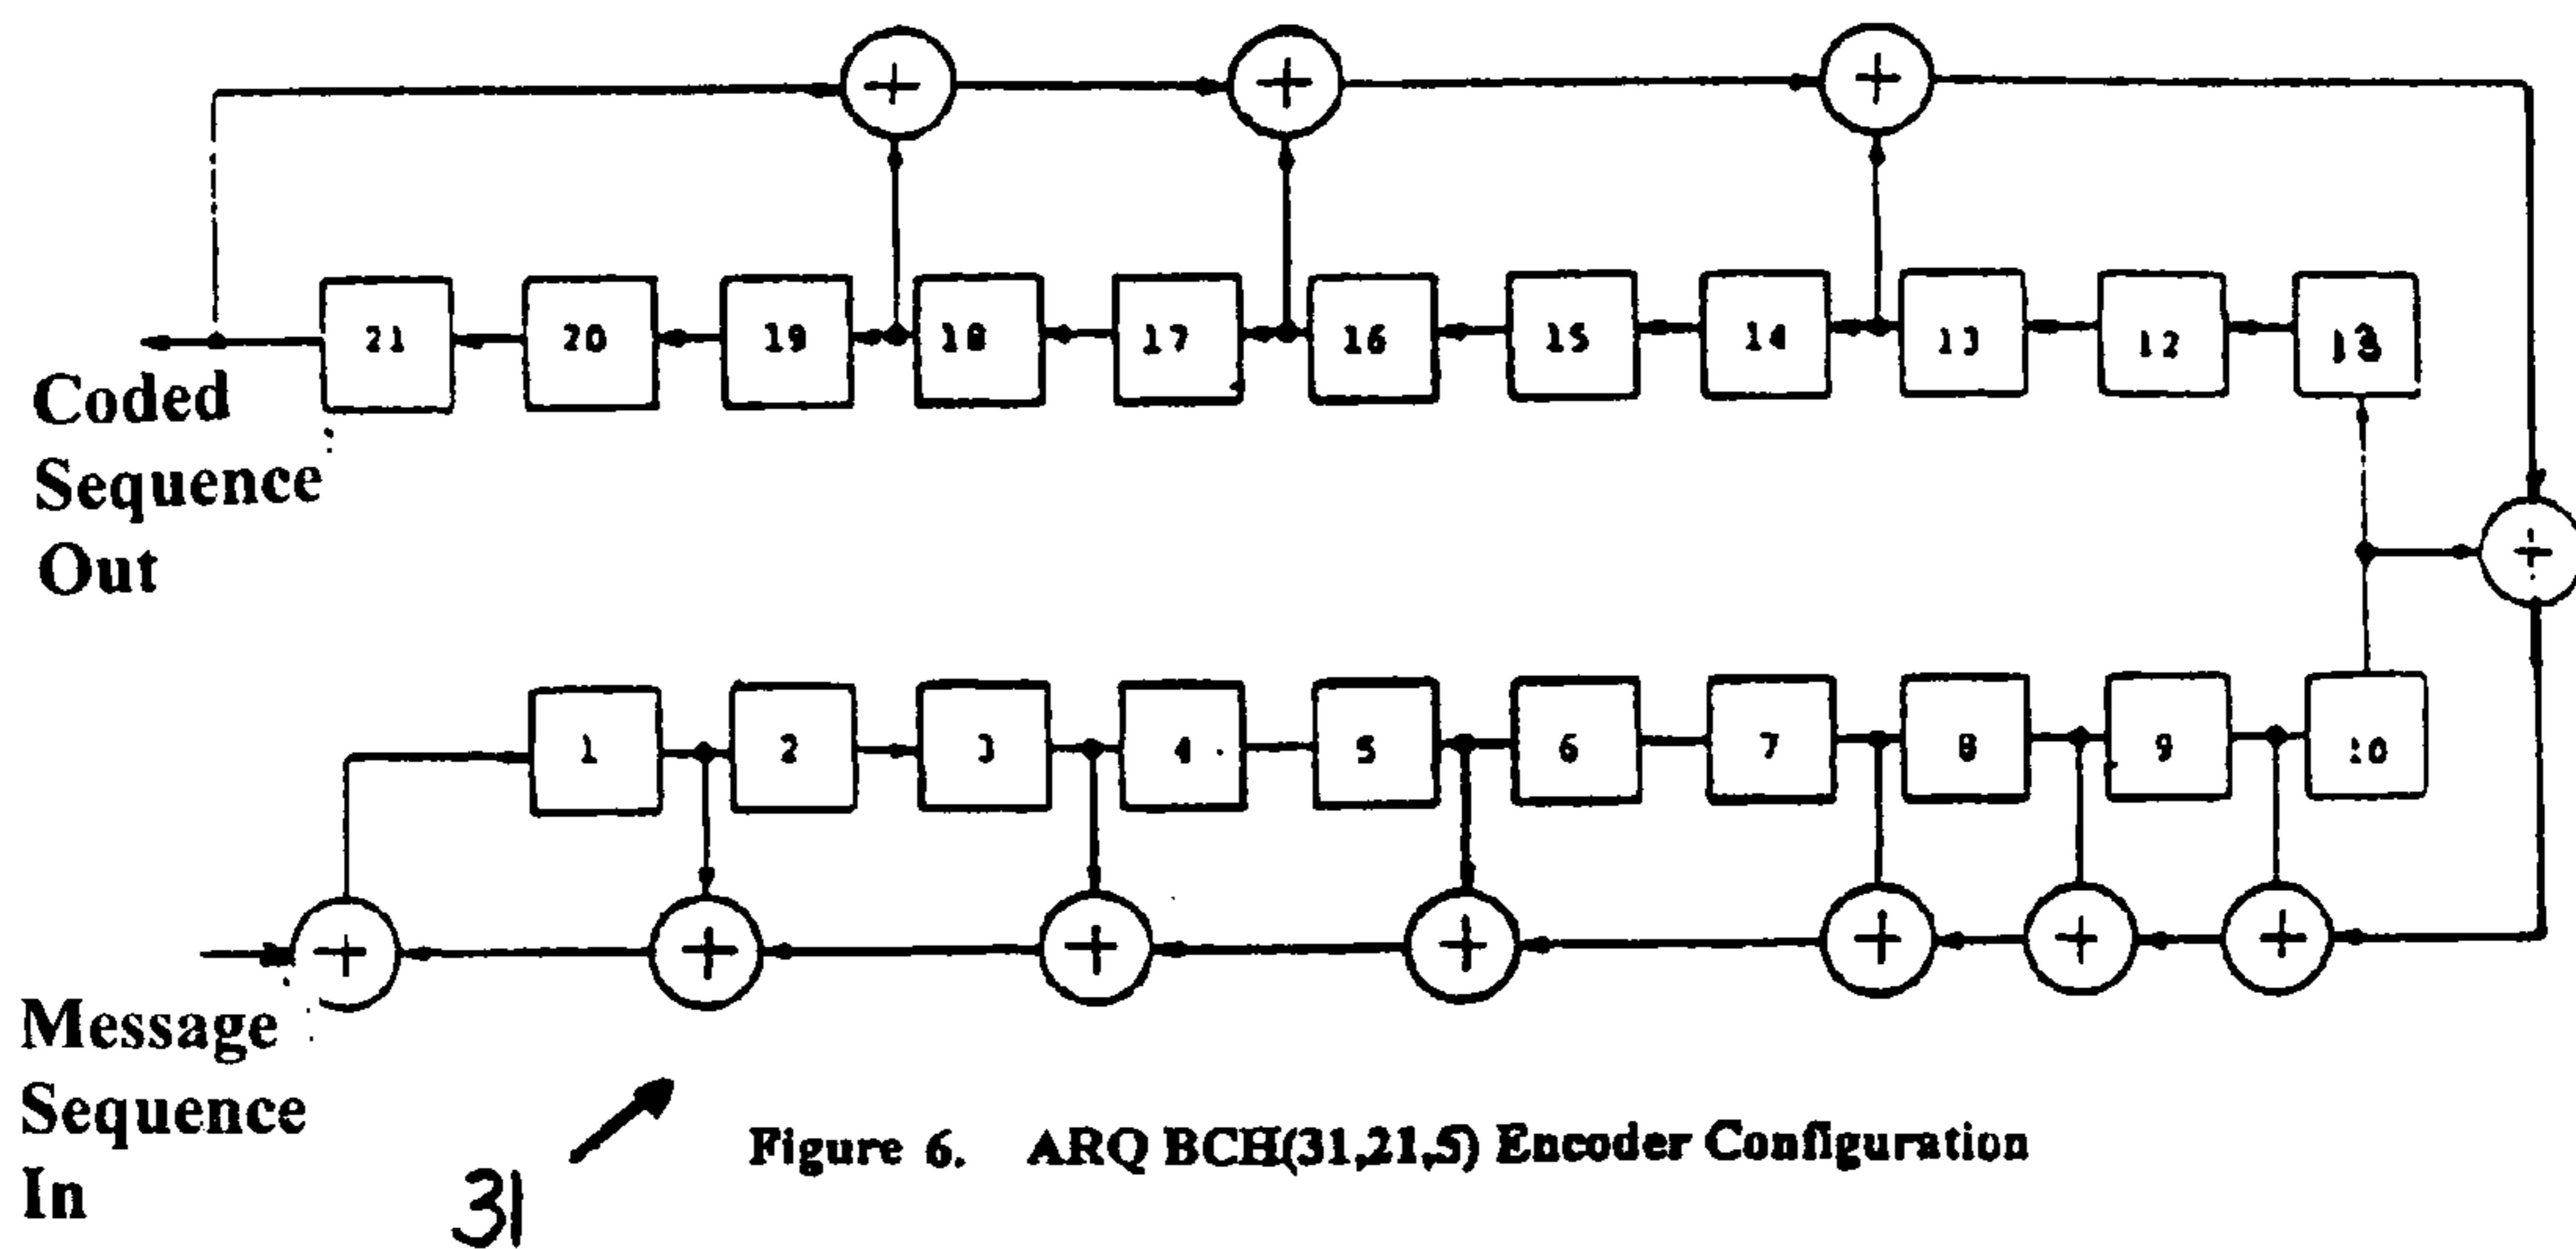 21 20 19 18 17 16 15 14 13 12 13
Coded
Sequence
Out
1 2 3 4 5 6 7 8 9 10
Message
Sequence
In
31
Figure 6. ARQ BCH(31,21,5) Encoder Configuration